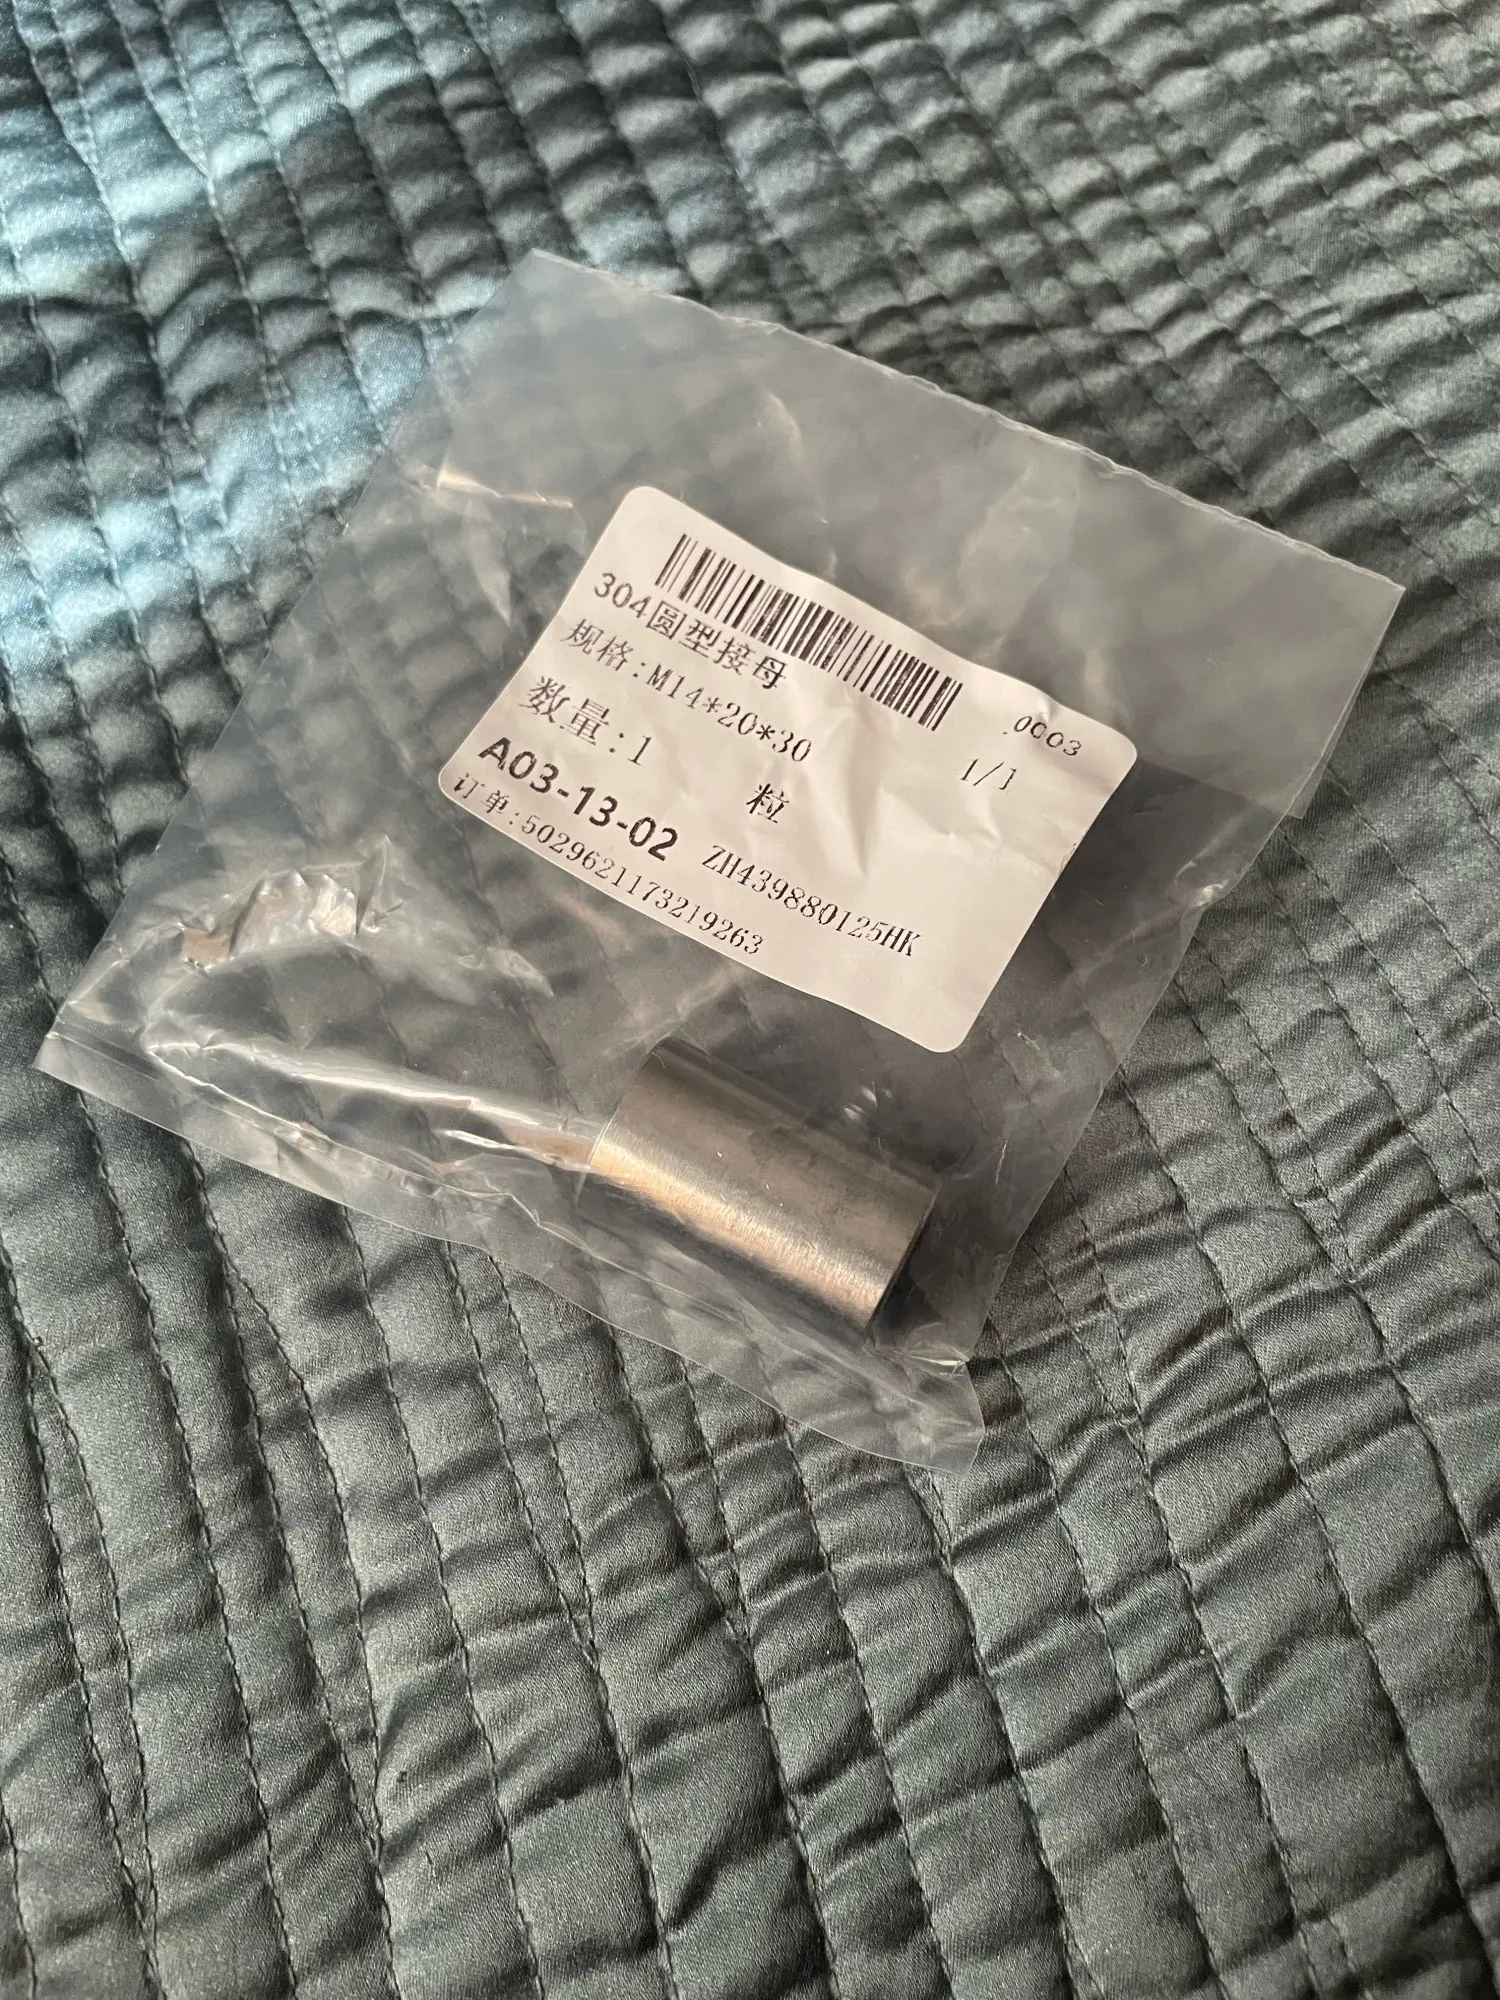 304圆型接母
规格:M14*20*30 .0003
数量:1 粒 1/1
A03-13-02 ZH439880125HK
订单:5029621173219263